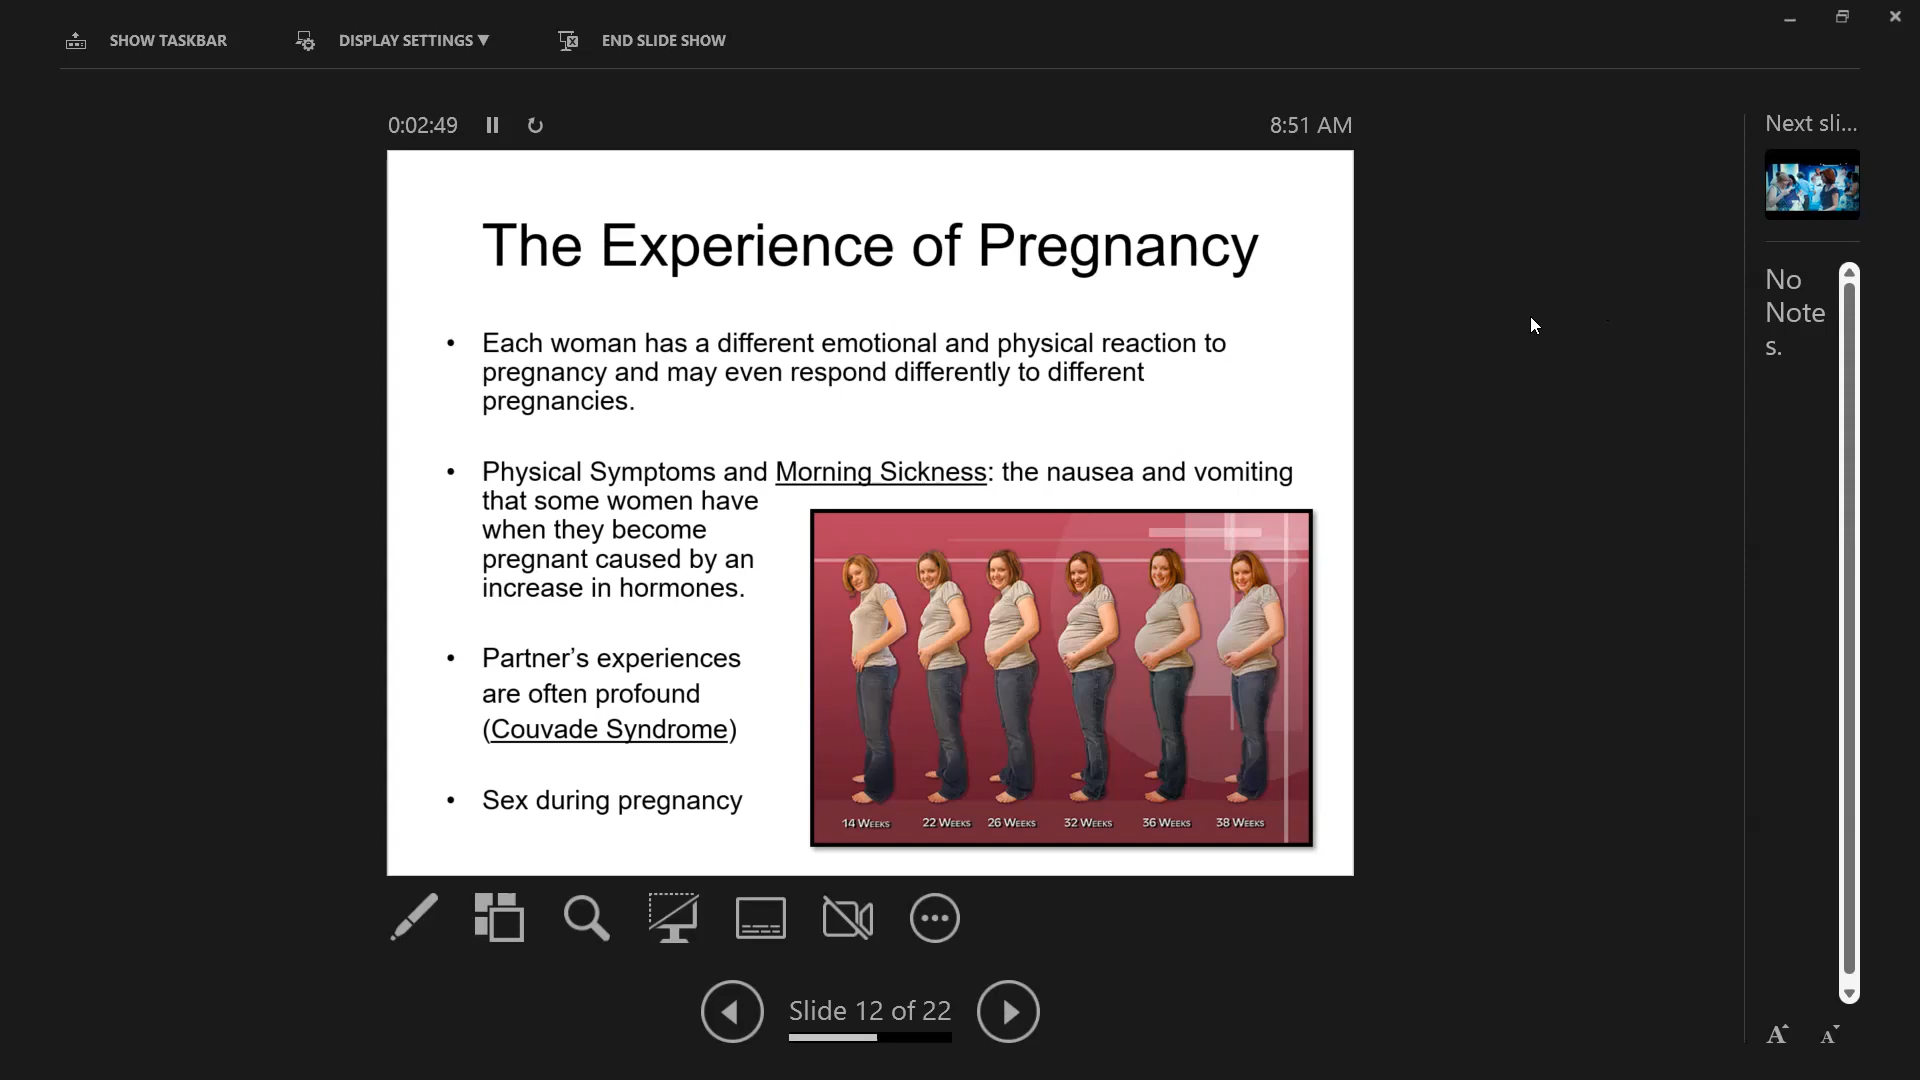 SHOW TASKBAR
DISPLAY SETTINGS ▼
END SLIDE SHOW
0:02:49
8:51 AM
Next sli...
The Experience of Pregnancy
• Each woman has a different emotional and physical reaction to
pregnancy and may even respond differently to different
pregnancies.
• Physical Symptoms and Morning Sickness: the nausea and vomiting
that some women have
when they become
pregnant caused by an
increase in hormones.
• Partner’s experiences
are often profound
(Couvade Syndrome)
• Sex during pregnancy
14 WEEKS 22 WEEKS 26 WEEKS 32 WEEKS 36 WEEKS 38 WEEKS
No
Note
s.
Slide 12 of 22
A A